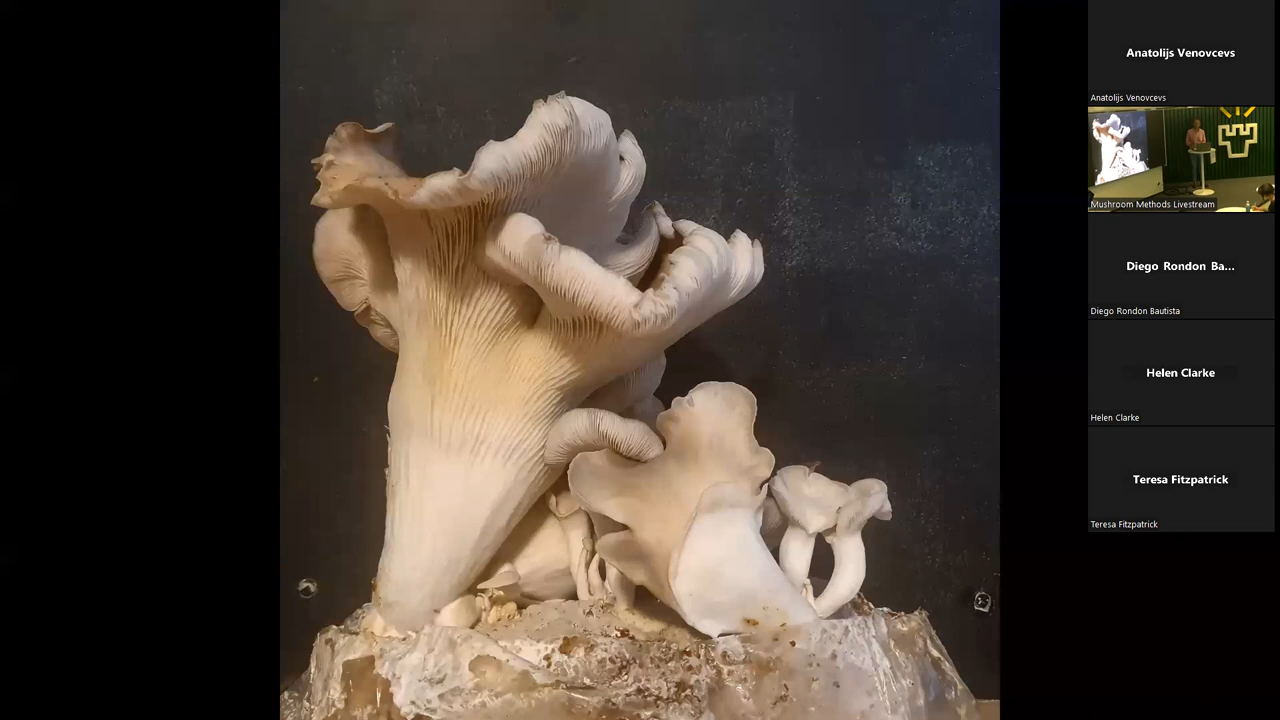 Anatolijs Venovcevs
Anatolijs Venovcevs
Mushroom Methods Livestream
Diego Rondon Ba...
Diego Rondon Bautista
Helen Clarke
Helen Clarke
Teresa Fitzpatrick
Teresa Fitzpatrick